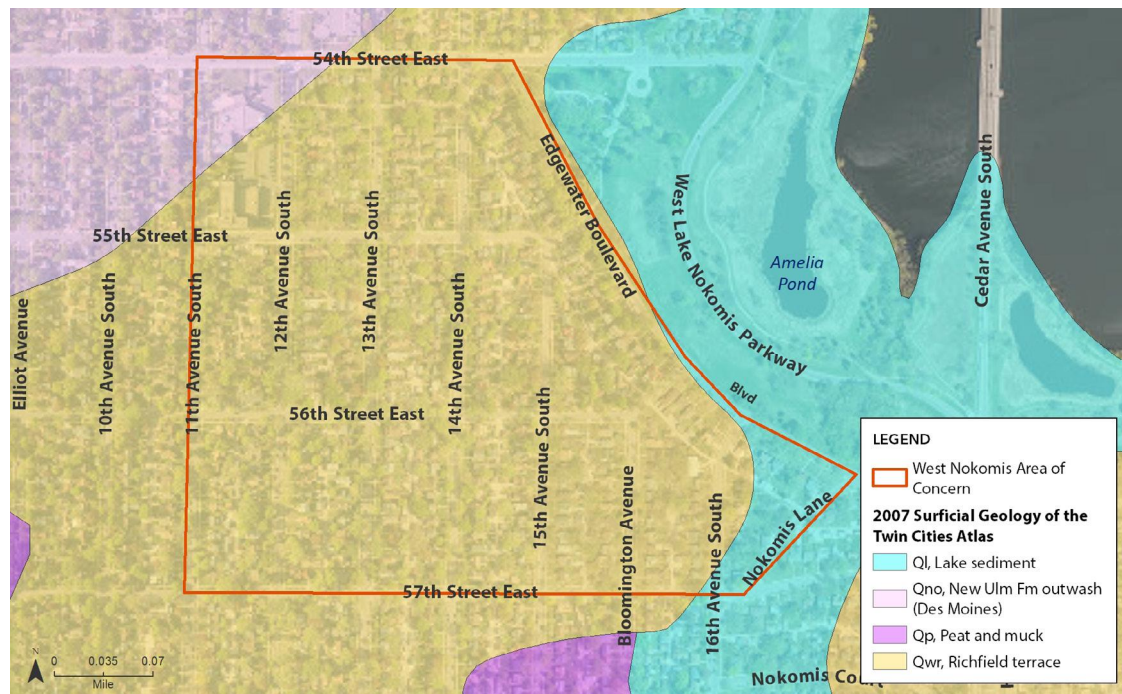 54th Street East
Edgewater Boulevard
West Lake Nokomis Parkway
Cedar Avenue South
55th Street East
12th Avenue South
13th Avenue South
Amelia
Pond
Elliot Avenue
10th Avenue South
11th Avenue South
14th Avenue South
Blvd
56th Street East
15th Avenue South
Bloomington Avenue
16th Avenue South
Nokomis Lane
57th Street East
LEGEND
West Nokomis Area of
Concern
2007 Surficial Geology of the
Twin Cities Atlas
Ql, Lake sediment
Qno, New Ulm Fm outwash
(Des Moines)
Qp, Peat and muck
Qwr, Richfield terrace
N
0 0.035 0.07
Mile
Nokomis